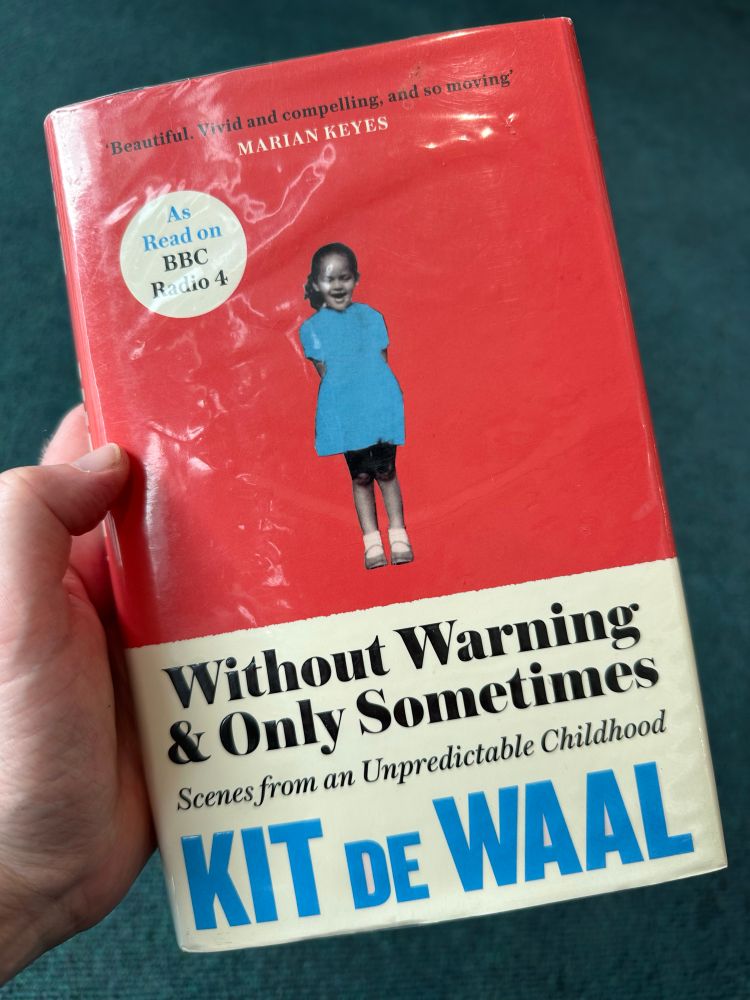 'Beautiful. Vivid and compelling, and so moving'
MARIAN KEYES
As
Read on
BBC
Radio 4
Without Warning
& Only Sometimes
Scenes from an Unpredictable Childhood
KIT DE WAAL